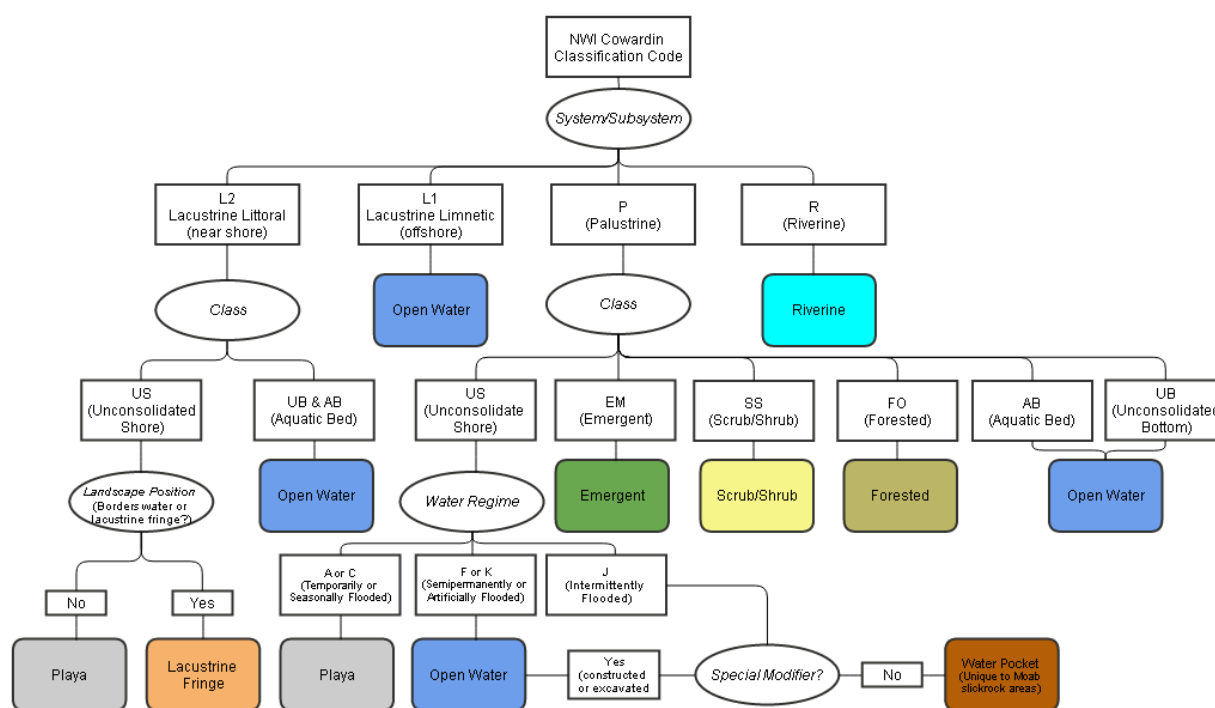 NWI Cowardin
Classification Code
System/Subsystem
L2
Lacustrine Littoral
(near shore)
L1
Lacustrine Limnetic
(offshore)
P
(Palustrine)
R
(Riverine)
Class
Open Water
Class
Riverine
US
(Unconsolidated
Shore)
UB & AB
(Aquatic Bed)
US
(Unconsolidate
Shore)
EM
(Emergent)
SS
(Scrub/Shrub)
FO
(Forested)
AB
(Aquatic Bed)
UB
(Unconsolidated
Bottom)
Landscape Position
(Borders water or
lacustrine fringe?)
Open Water
Water Regime
Emergent
Scrub/Shrub
Forested
Open Water
A or C
(Temporarily or
Seasonally Flooded)
F or K
(Semipermanently or
Artificially Flooded)
J
(Intermittently
Flooded)
No
Yes
Playa
Lacustrine
Fringe
Playa
Open Water
Yes
(constructed
or excavated
Special Modifier?
No
Water Pocket
(Unique to Moab
slickrock areas)